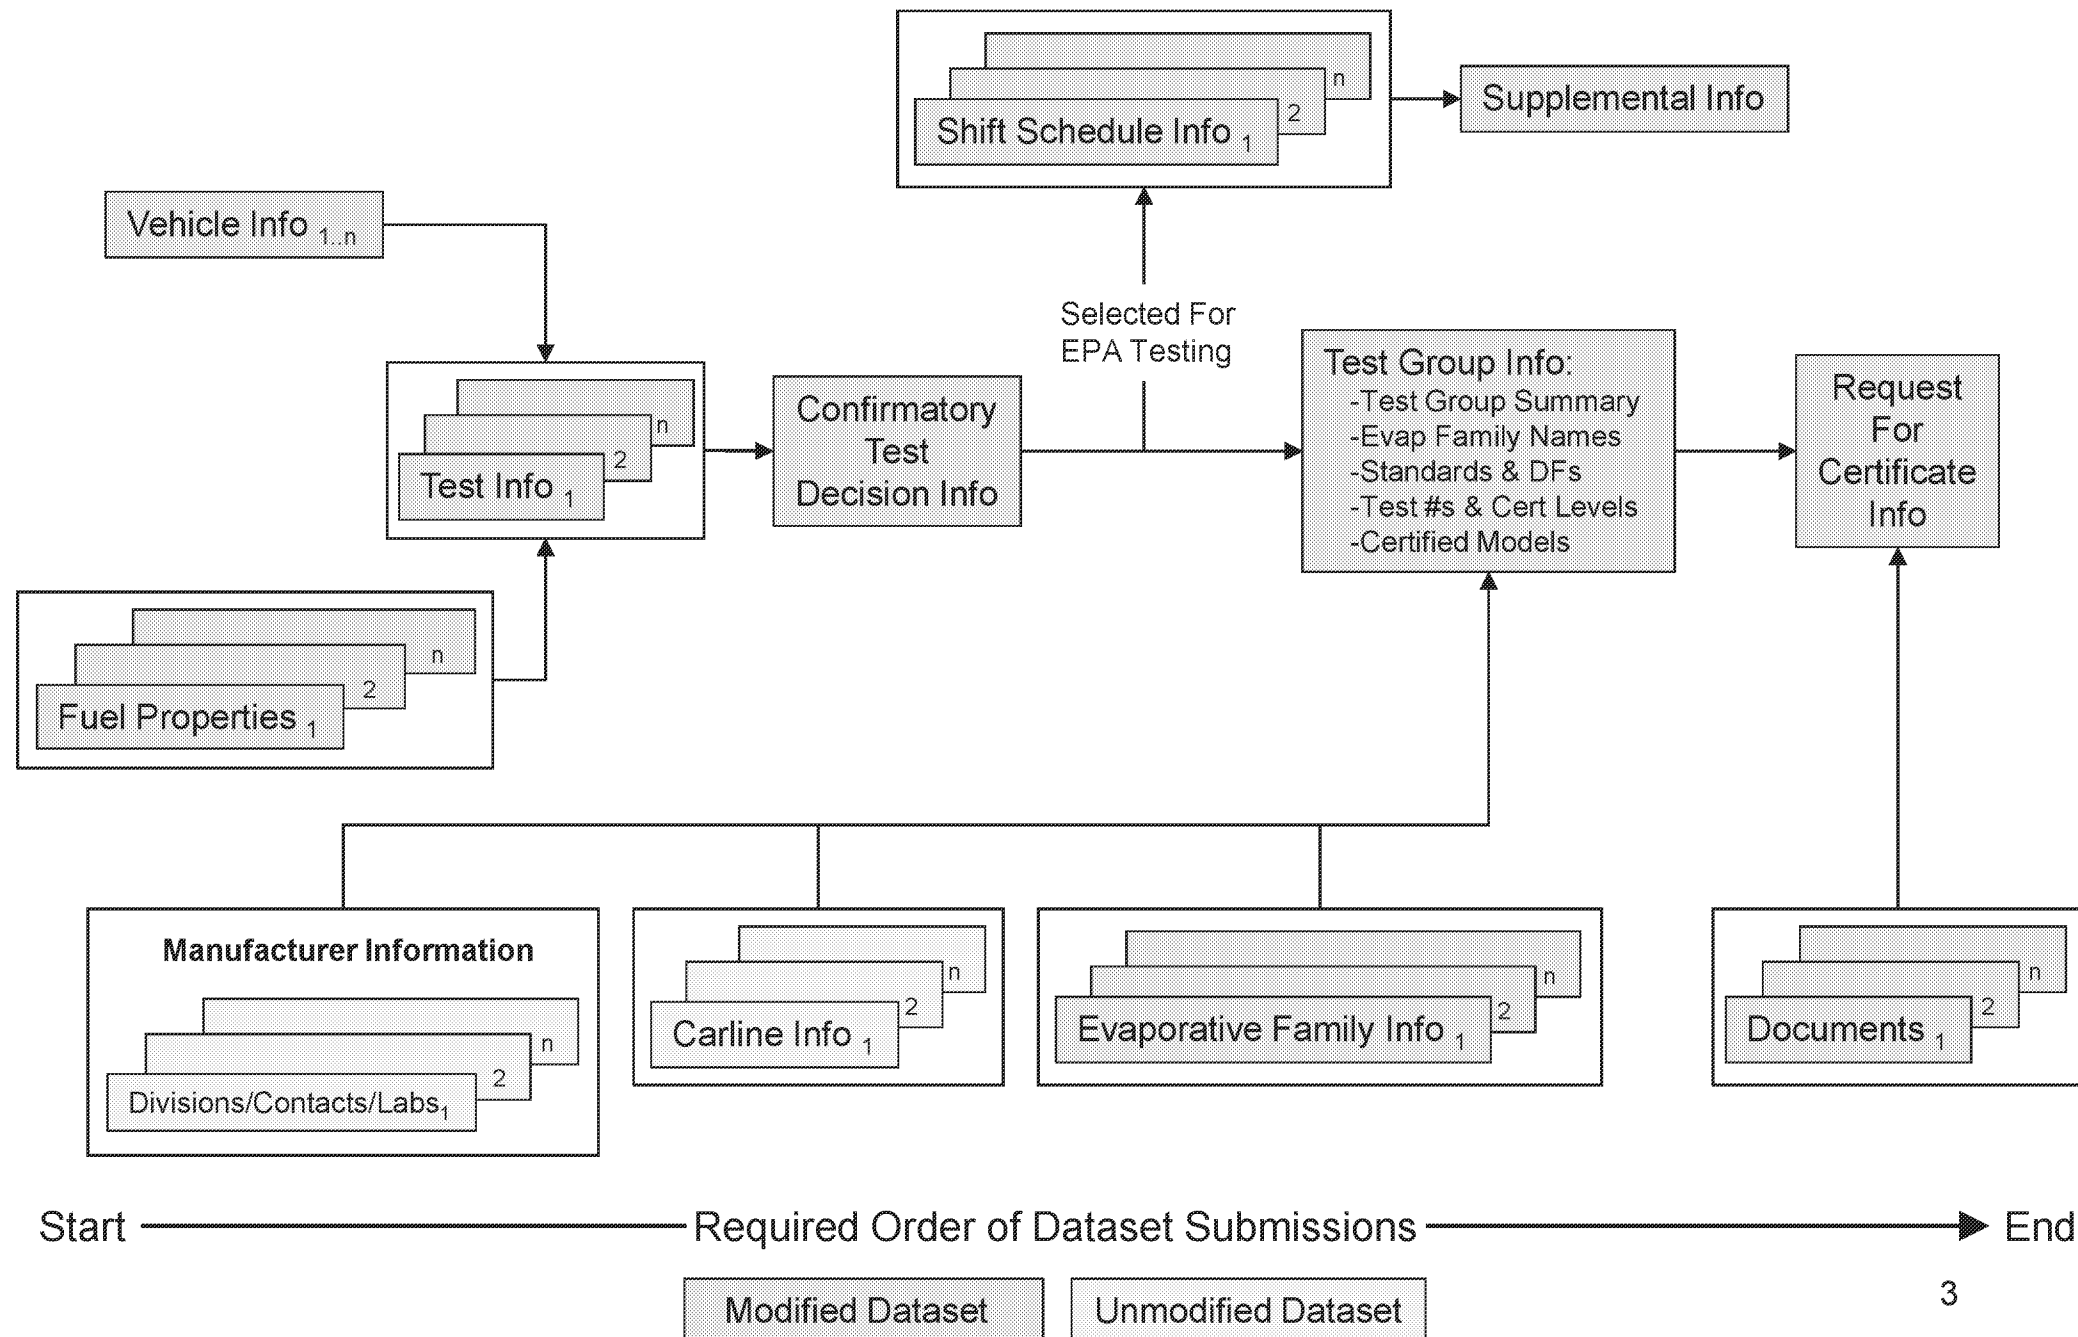 n
2
Shift Schedule Info 1
Supplemental Info
Vehicle Info 1..n
Selected For
EPA Testing
n
2
Test Info 1
Confirmatory
Test
Decision Info
Test Group Info:
-Test Group Summary
-Evap Family Names
-Standards & DFs
-Test #s & Cert Levels
-Certified Models
Request
For
Certificate
Info
n
2
Fuel Properties 1
Manufacturer Information
n
2
Divisions/Contacts/Labs1
n
2
Carline Info 1
n
2
Evaporative Family Info 1
n
2
Documents 1
Start
Required Order of Dataset Submissions
End
Modified Dataset
Unmodified Dataset
3